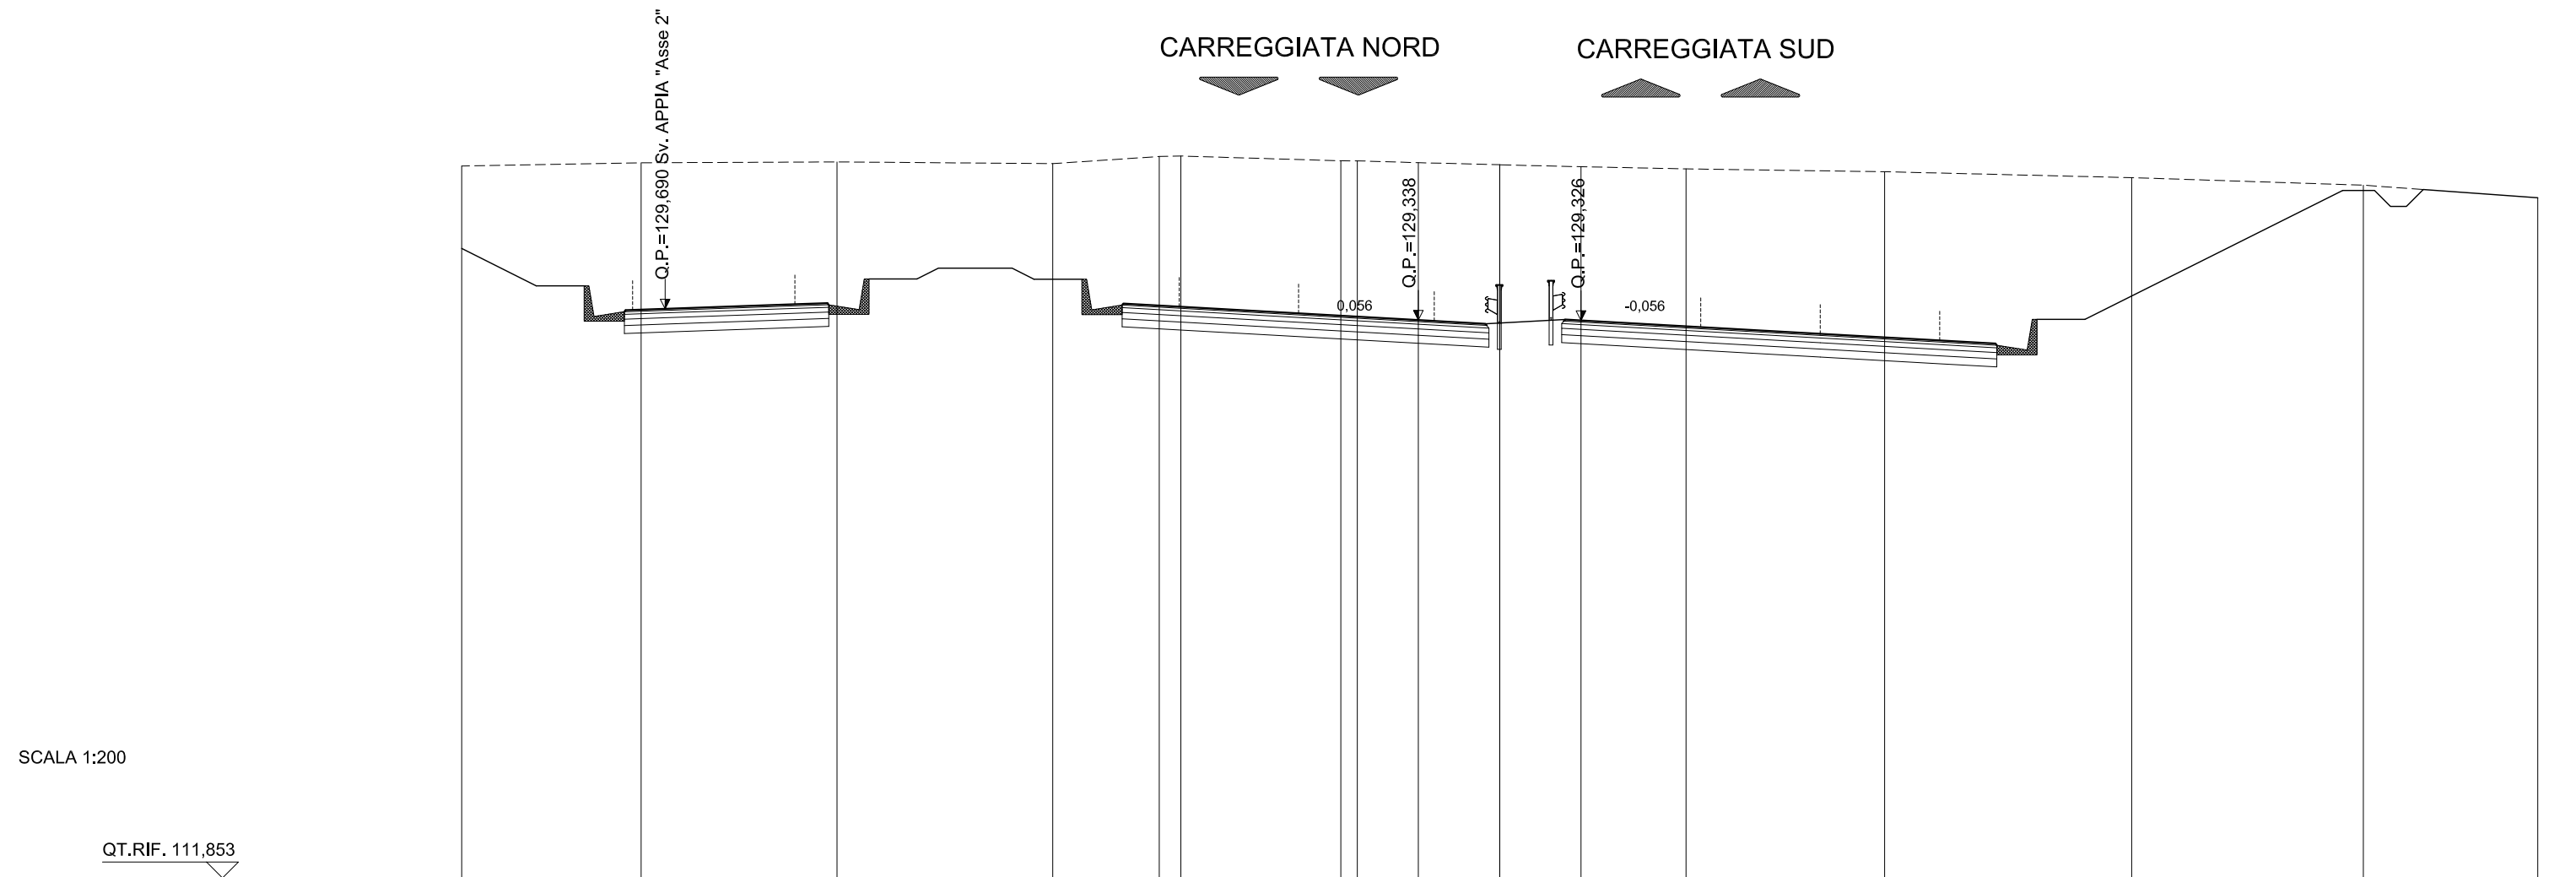 CARREGGIATA NORD
CARREGGIATA SUD
Q.P.=129,690 Sv. APPIA "Asse 2"
Q.P.=129,338
Q.P.=129,326
0,056
-0,056
SCALA 1:200
QT.RIF. 111,853